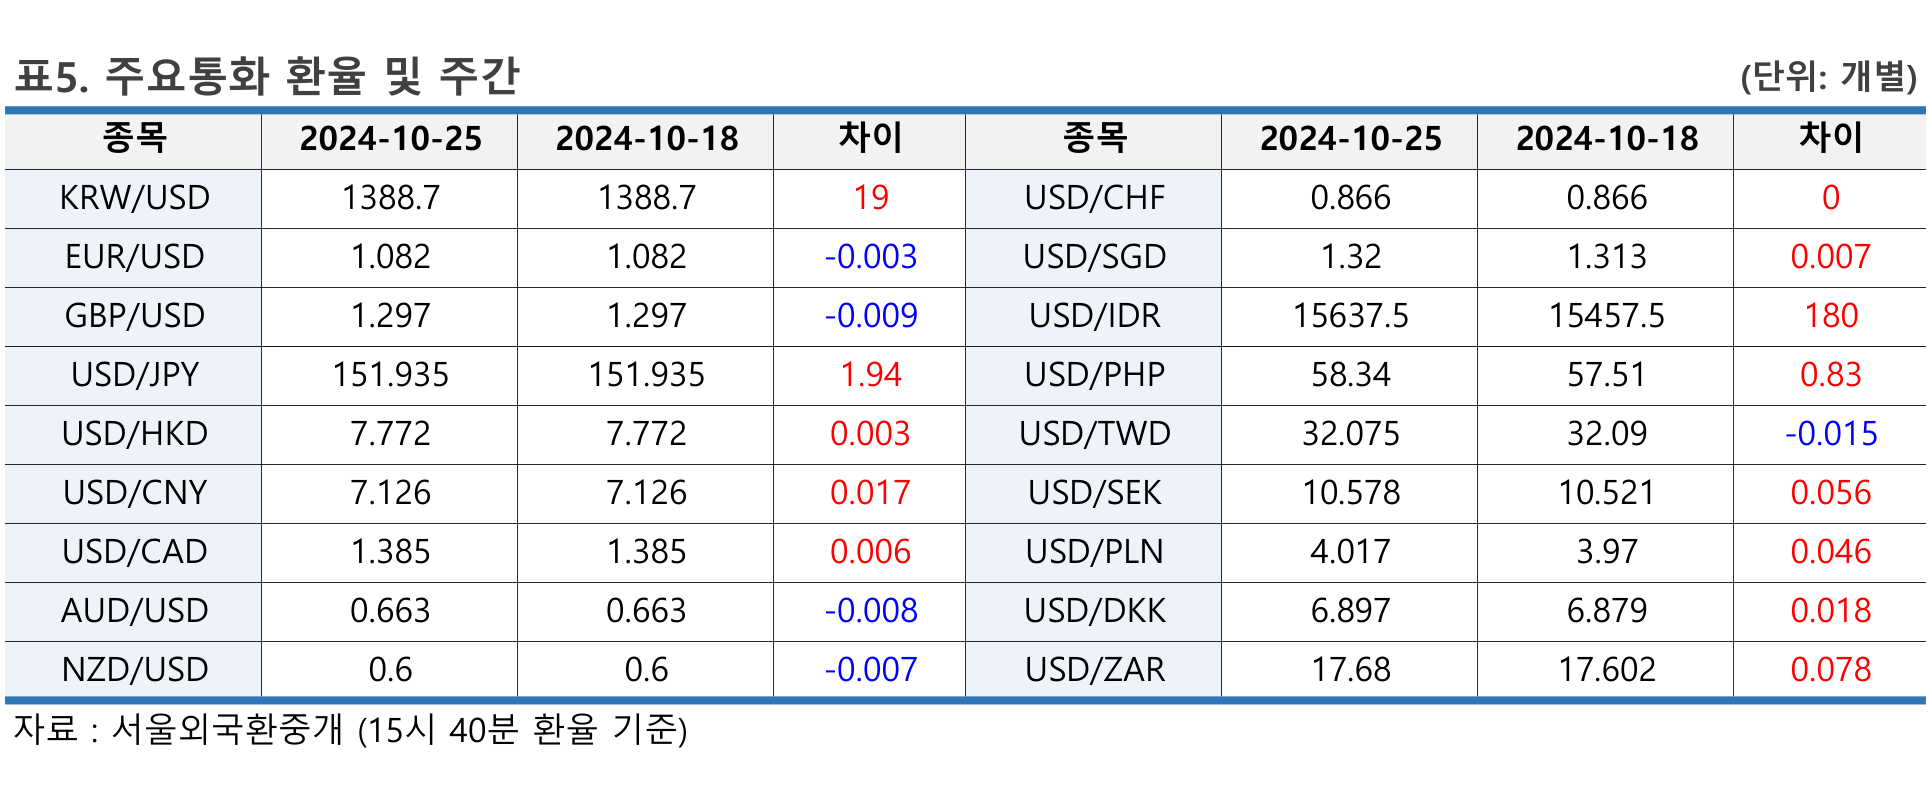 표5. 주요통화 환율 및 주간 (단위: 개별)
종목 2024-10-25 2024-10-18 차이 종목 2024-10-25 2024-10-18 차이
KRW/USD 1388.7 1388.7 19 USD/CHF 0.866 0.866 0
EUR/USD 1.082 1.082 -0.003 USD/SGD 1.32 1.313 0.007
GBP/USD 1.297 1.297 -0.009 USD/IDR 15637.5 15457.5 180
USD/JPY 151.935 151.935 1.94 USD/PHP 58.34 57.51 0.83
USD/HKD 7.772 7.772 0.003 USD/TWD 32.075 32.09 -0.015
USD/CNY 7.126 7.126 0.017 USD/SEK 10.578 10.521 0.056
USD/CAD 1.385 1.385 0.006 USD/PLN 4.017 3.97 0.046
AUD/USD 0.663 0.663 -0.008 USD/DKK 6.897 6.879 0.018
NZD/USD 0.6 0.6 -0.007 USD/ZAR 17.68 17.602 0.078
자료 : 서울외국환중개 (15시 40분 환율 기준)